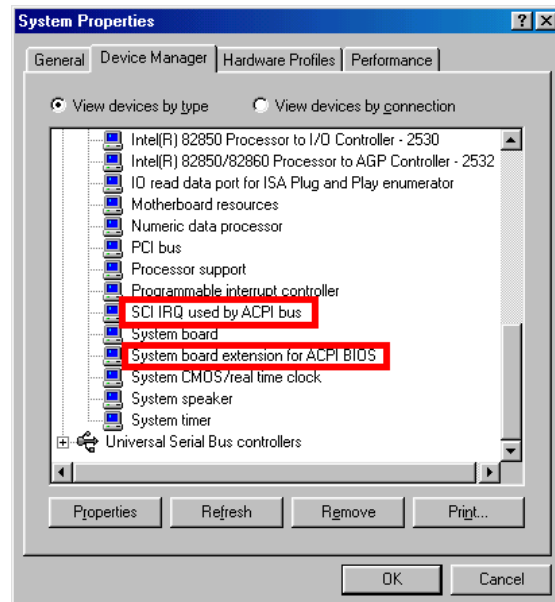 System Properties
General Device Manager Hardware Profiles Performance
View devices by type View devices by connection
Intel(R) 82850 Processor to I/O Controller - 2530
Intel(R) 82850/82860 Processor to AGP Controller - 2532
IO read data port for ISA Plug and Play enumerator
Motherboard resources
Numeric data processor
PCI bus
Processor support
Programmable interrupt controller
SCI IRQ used by ACPI bus
System board
System board extension for ACPI BIOS
System CMOS/real time clock
System speaker
System timer
Universal Serial Bus controllers
Properties Refresh Remove Print...
OK Cancel